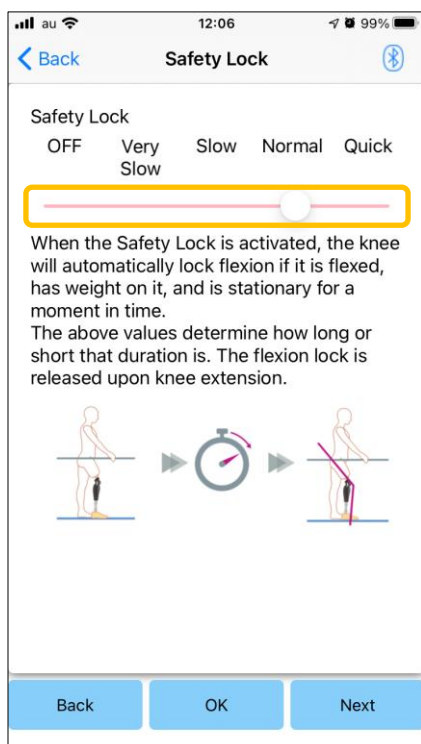 au 12:06 99%
Back Safety Lock
Safety Lock
OFF Very Slow Normal Quick
Slow
When the Safety Lock is activated, the knee
will automatically lock flexion if it is flexed,
has weight on it, and is stationary for a
moment in time.
The above values determine how long or
short that duration is. The flexion lock is
released upon knee extension.
Back OK Next